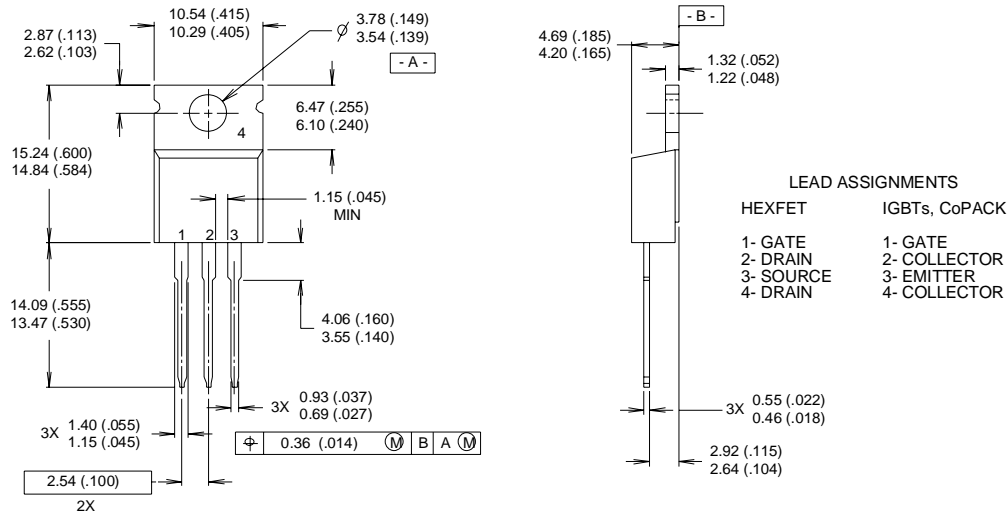 10.54 (.415)
10.29 (.405)
2.87 (.113)
2.62 (.103)
3.78 (.149)
3.54 (.139)
- A -
6.47 (.255)
6.10 (.240)
4
15.24 (.600)
14.84 (.584)
1.15 (.045)
MIN
1 2 3
14.09 (.555)
13.47 (.530)
4.06 (.160)
3.55 (.140)
3X 0.93 (.037)
0.69 (.027)
3X 1.40 (.055)
1.15 (.045)
0.36 (.014) Ⓜ B A Ⓜ
2.54 (.100)
2X
- B -
4.69 (.185)
4.20 (.165)
1.32 (.052)
1.22 (.048)
LEAD ASSIGNMENTS
HEXFET IGBTs, CoPACK
1- GATE 1- GATE
2- DRAIN 2- COLLECTOR
3- SOURCE 3- EMITTER
4- DRAIN 4- COLLECTOR
3X 0.55 (.022)
0.46 (.018)
2.92 (.115)
2.64 (.104)